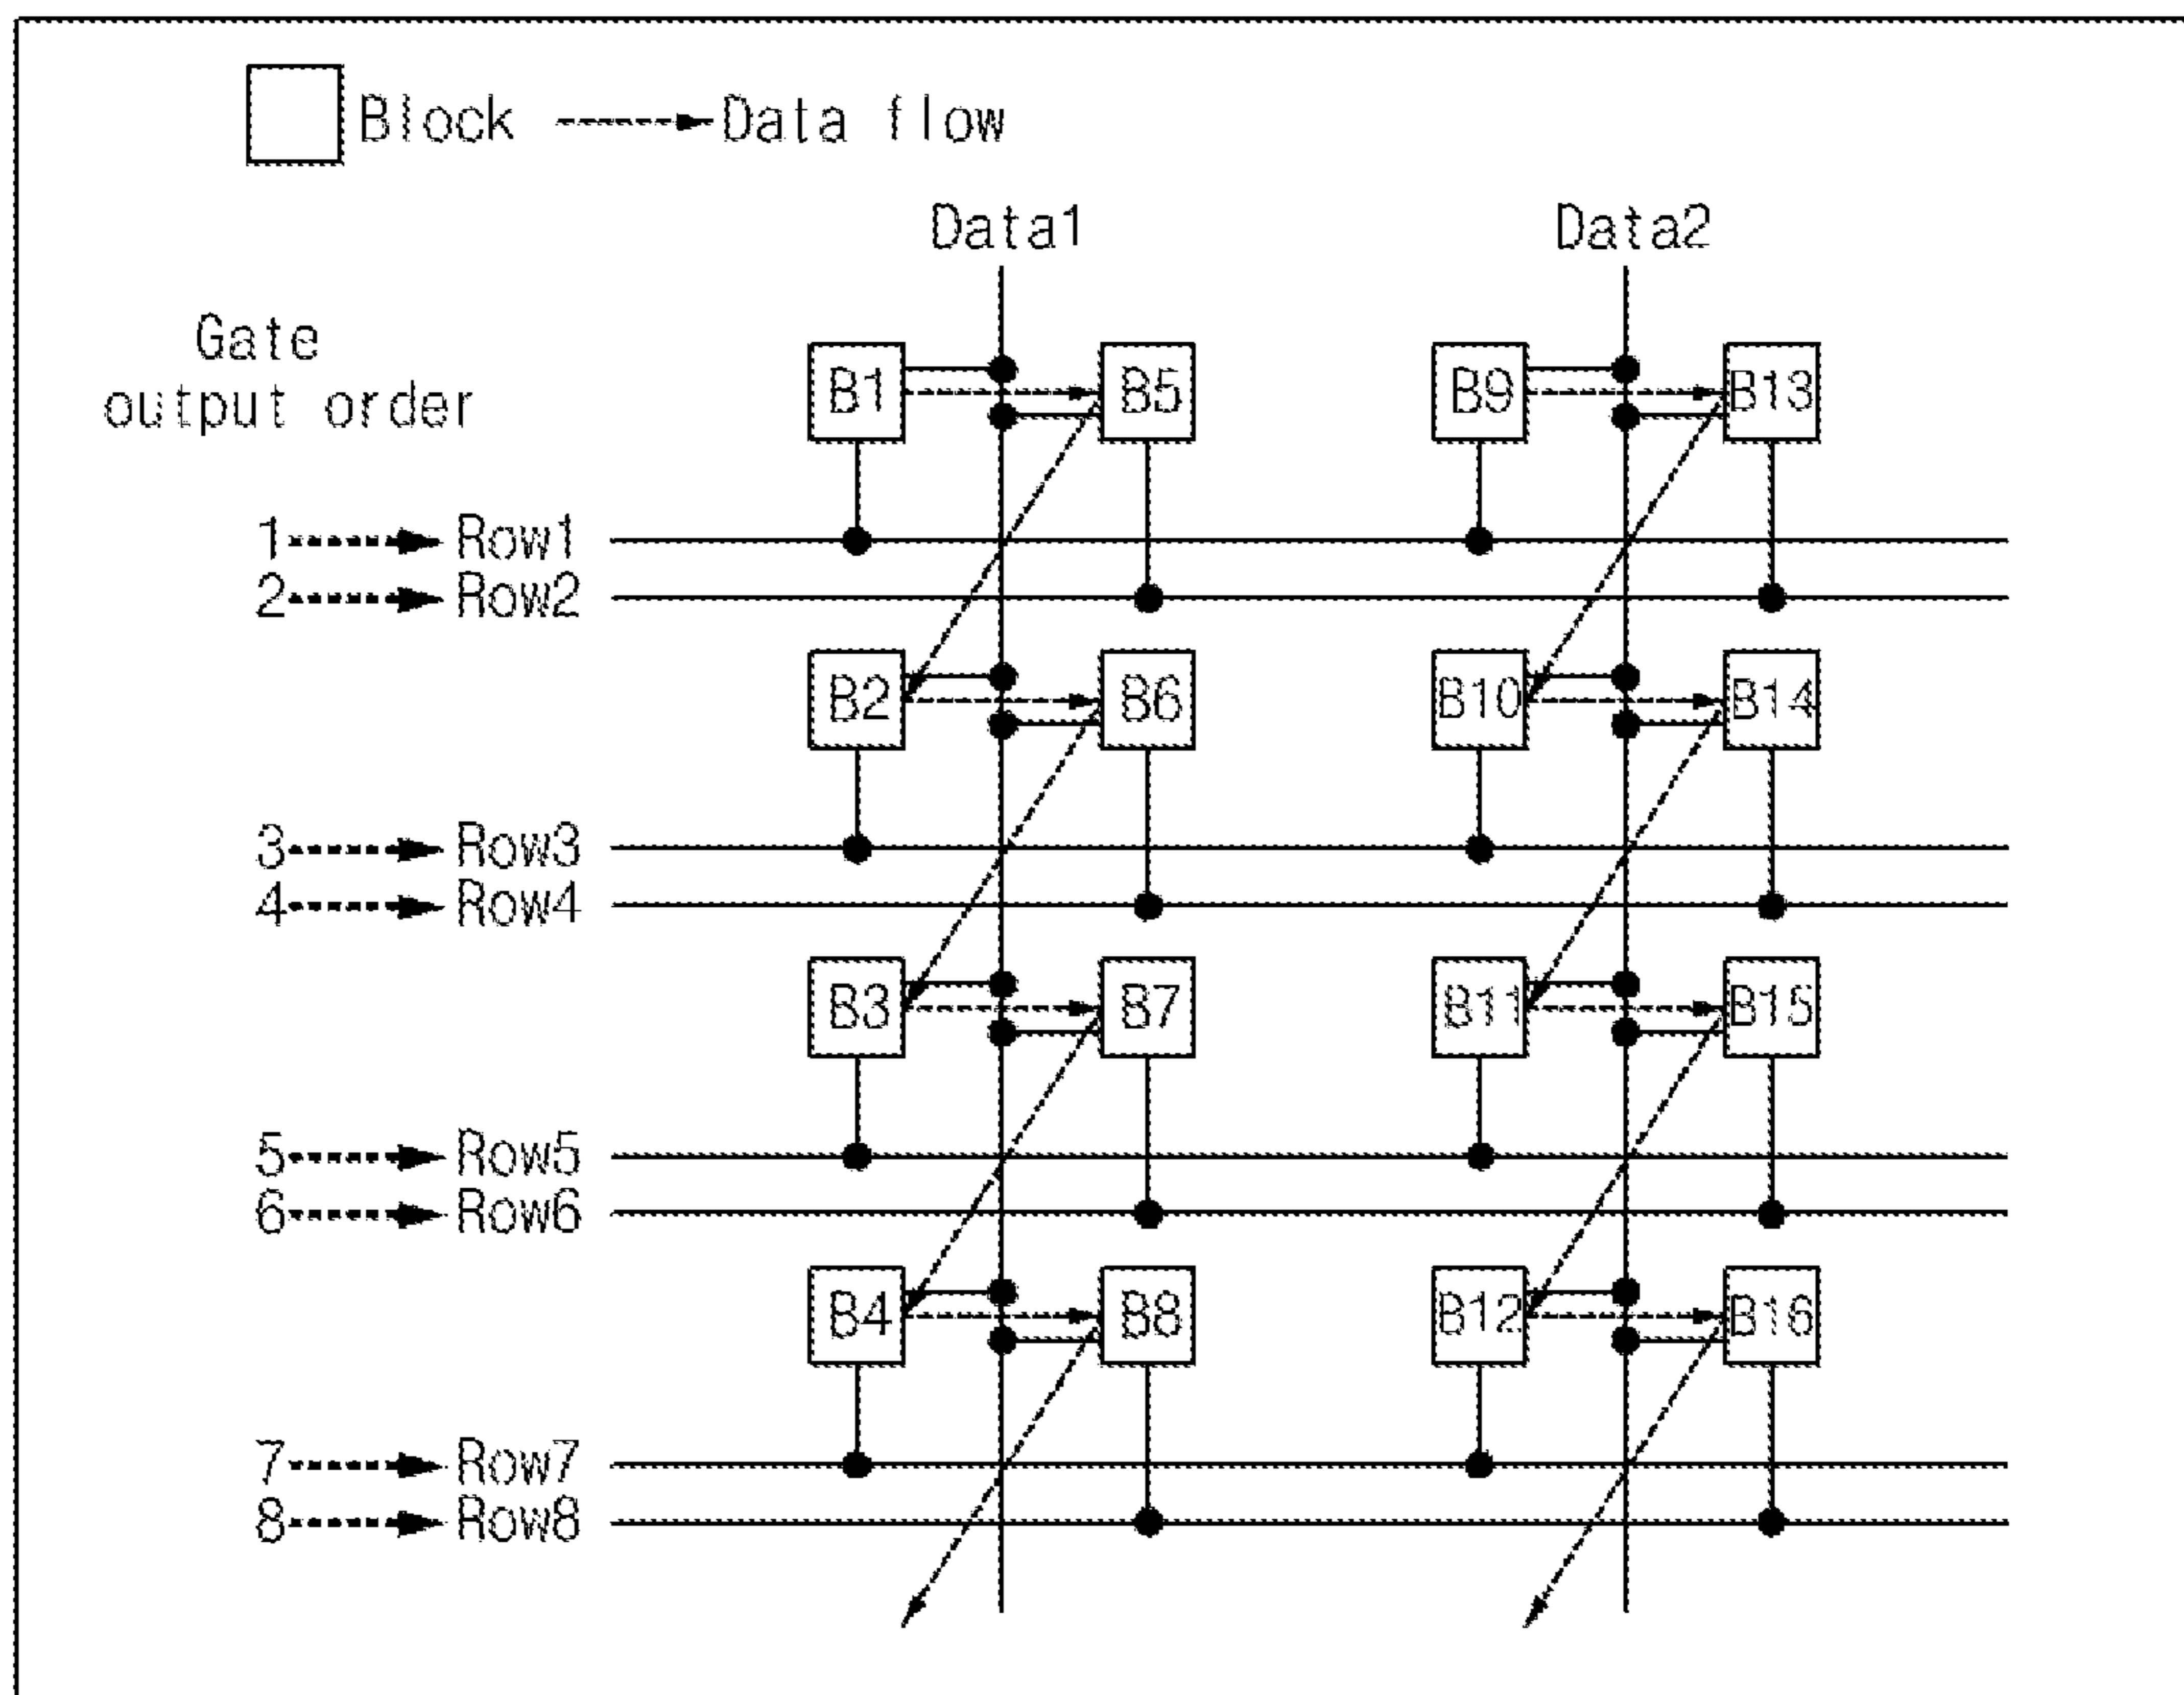 Block Data flow
Data1 Data2
Gate
output order
B1 B5 B9 B13
1 Row1
2 Row2
B2 B6 B10 B14
3 Row3
4 Row4
B3 B7 B11 B15
5 Row5
6 Row6
B4 B8 B12 B16
7 Row7
8 Row8